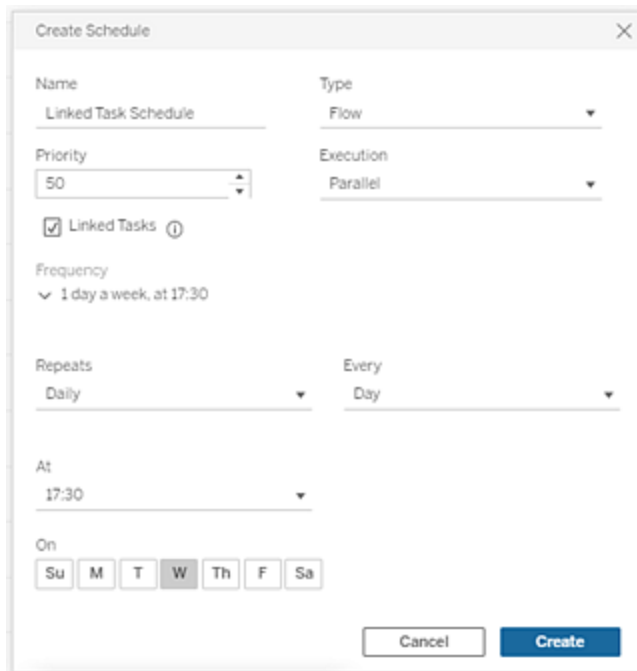 Create Schedule
Name
Type
Linked Task Schedule
Flow
Priority
Execution
50
Parallel
Linked Tasks
Frequency
1 day a week, at 17:30
Repeats
Every
Daily
Day
At
17:30
On
Su M T W Th F Sa
Cancel
Create